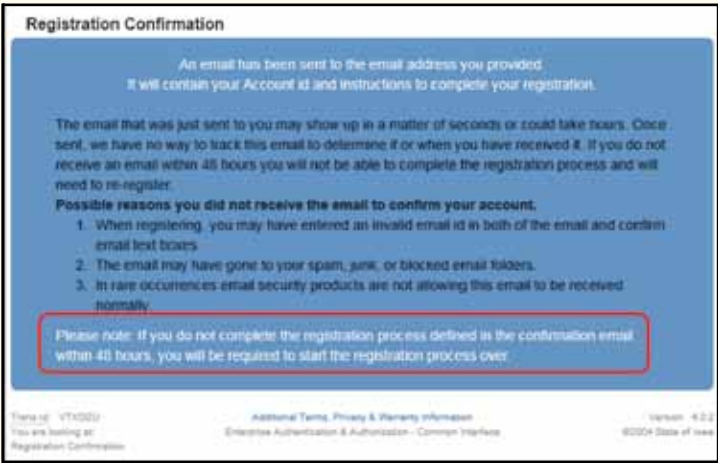 Registration Confirmation
An email has been sent to the email address you provided
It will contain your Account id and instructions to complete your registration.
The email that was just sent to you may show up in a matter of seconds or could take hours. Once
sent, we have no way to track this email to determine if or when you have received it. If you do not
receive an email within 48 hours you will not be able to complete the registration process and will
need to re-register.
Possible reasons you did not receive the email to confirm your account.
1. When registering, you may have entered an invalid email id in both of the email and confirm
email text boxes
2. The email may have gone to your spam, junk, or blocked email folders.
3. In rare occurrences email security products are not allowing this email to be received
normally.
Please note: If you do not complete the registration process defined in the confirmation email
within 48 hours, you will be required to start the registration process over.
Additional Terms, Privacy & Warranty Information
You are looking at:
Enterprise Authentication & Authorization - Common Interface
©2004 State of Iowa
Registration Confirmation